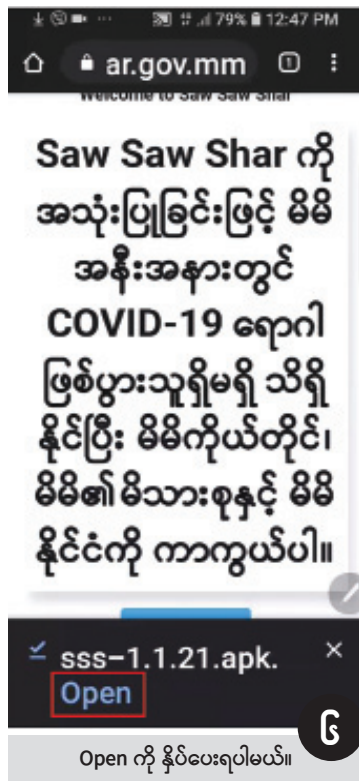 79% 12:47 PM
ar.gov.mm 1
Welcome to Saw Saw Shar
Saw Saw Shar ကို
အသုံးပြုခြင်းဖြင့် မိမိ
အနီးအနားတွင်
COVID-19 ရောဂါ
ဖြစ်ပွားသူရှိမရှိ သိရှိ
နိုင်ပြီး မိမိကိုယ်တိုင်၊
မိမိ၏ မိသားစုနှင့် မိမိ
နိုင်ငံကို ကာကွယ်ပါ။
sss-1.1.21.apk.
Open
၆
Open ကို နှိပ်ပေးရပါမယ်။